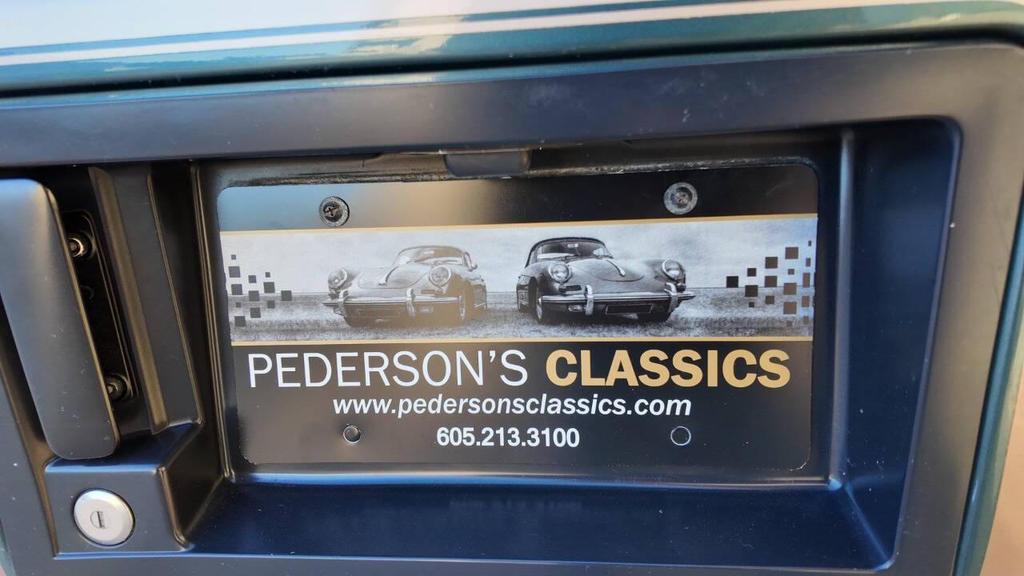 PEDERSON'S CLASSICS
www.pedersonsclassics.com
605.213.3100